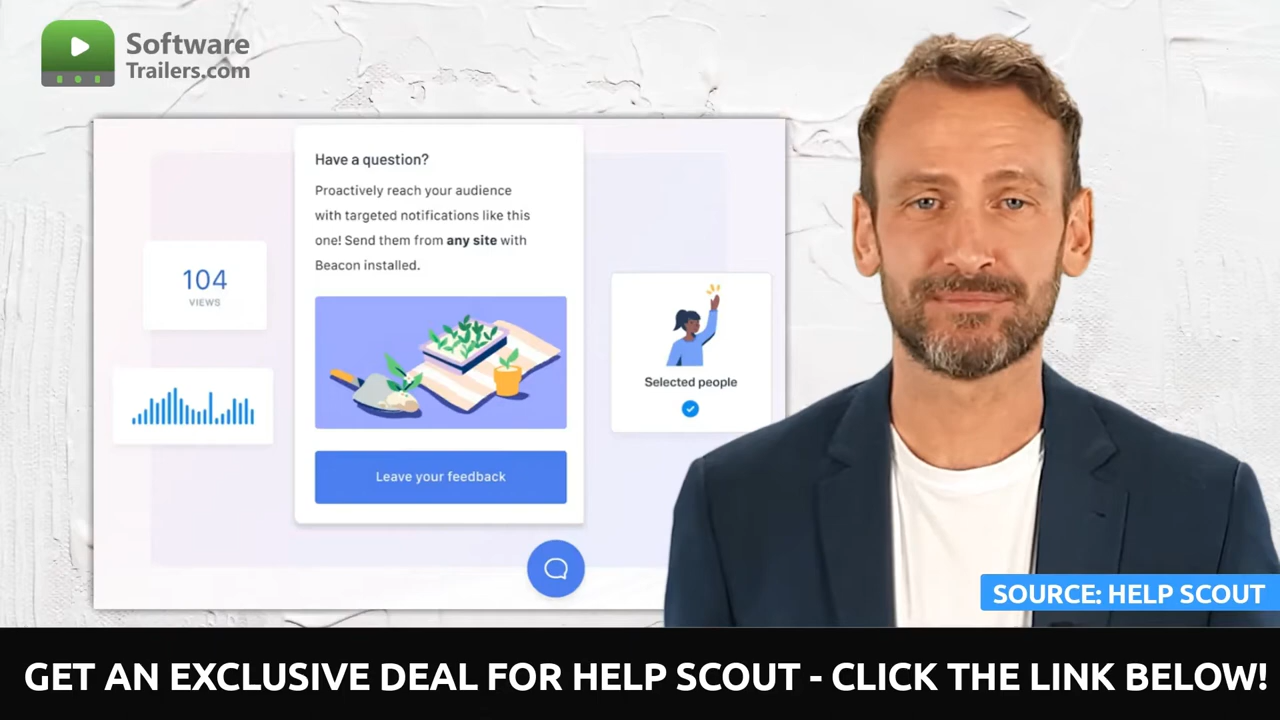 Software
Trailers.com
Have a question?
Proactively reach your audience
with targeted notifications like this
one! Send them from any site with
Beacon installed.
104
VIEWS
Selected people
Leave your feedback
SOURCE: HELP SCOUT
GET AN EXCLUSIVE DEAL FOR HELP SCOUT - CLICK THE LINK BELOW!